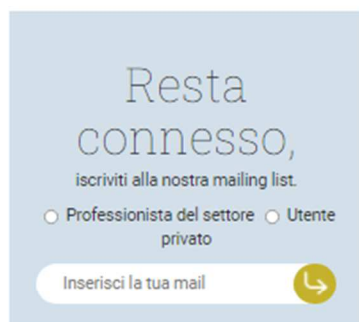 Resta
connesso,
iscriviti alla nostra mailing list.
Professionista del settore Utente
privato
Inserisci la tua mail